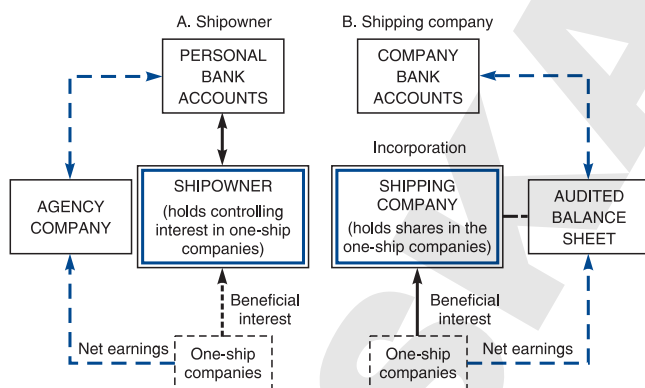 A. Shipowner
PERSONAL
BANK
ACCOUNTS
AGENCY
COMPANY
SHIPOWNER
(holds controlling
interest in one-ship
companies)
Beneficial
interest
Net earnings
One-ship
companies
B. Shipping company
COMPANY
BANK
ACCOUNTS
Incorporation
SHIPPING
COMPANY
(holds shares in the
one-ship companies)
AUDITED
BALANCE
SHEET
Beneficial
interest
One-ship
companies
Net earnings